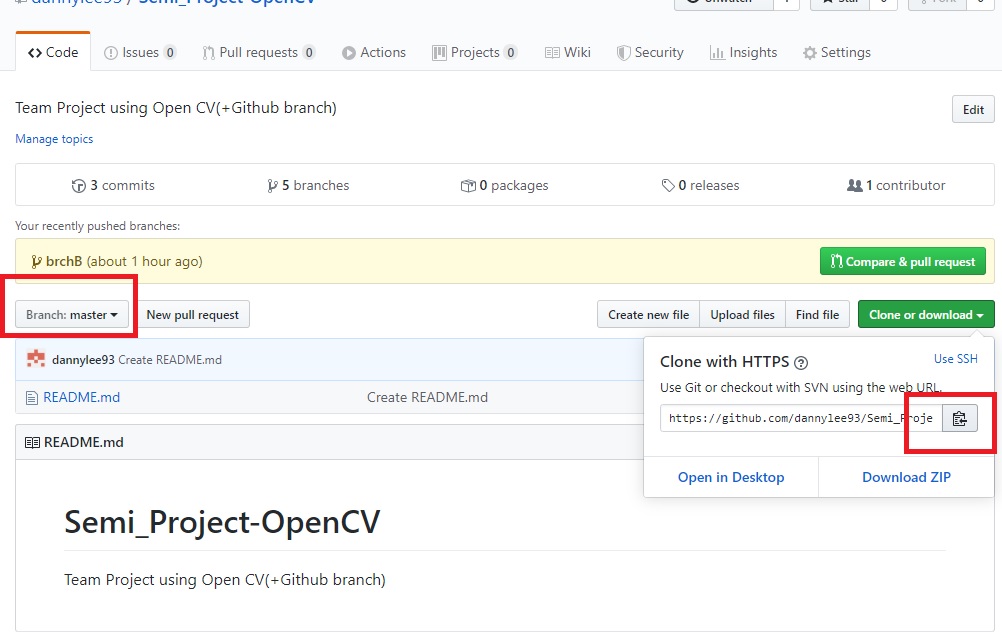 dannylee93 / Semi_Project-OpenCV
Unwatch 1 Star 0 Fork 0
Code Issues 0 Pull requests 0 Actions Projects 0 Wiki Security Insights Settings
Team Project using Open CV(+Github branch) Edit
Manage topics
3 commits 5 branches 0 packages 0 releases 1 contributor
Your recently pushed branches:
brchB (about 1 hour ago) Compare & pull request
Branch: master New pull request Create new file Upload files Find file Clone or download
dannylee93 Create README.md
README.md Create README.md
Clone with HTTPS Use SSH
Use Git or checkout with SVN using the web URL.
https://github.com/dannylee93/Semi_Proje
Open in Desktop Download ZIP
README.md
Semi_Project-OpenCV
Team Project using Open CV(+Github branch)